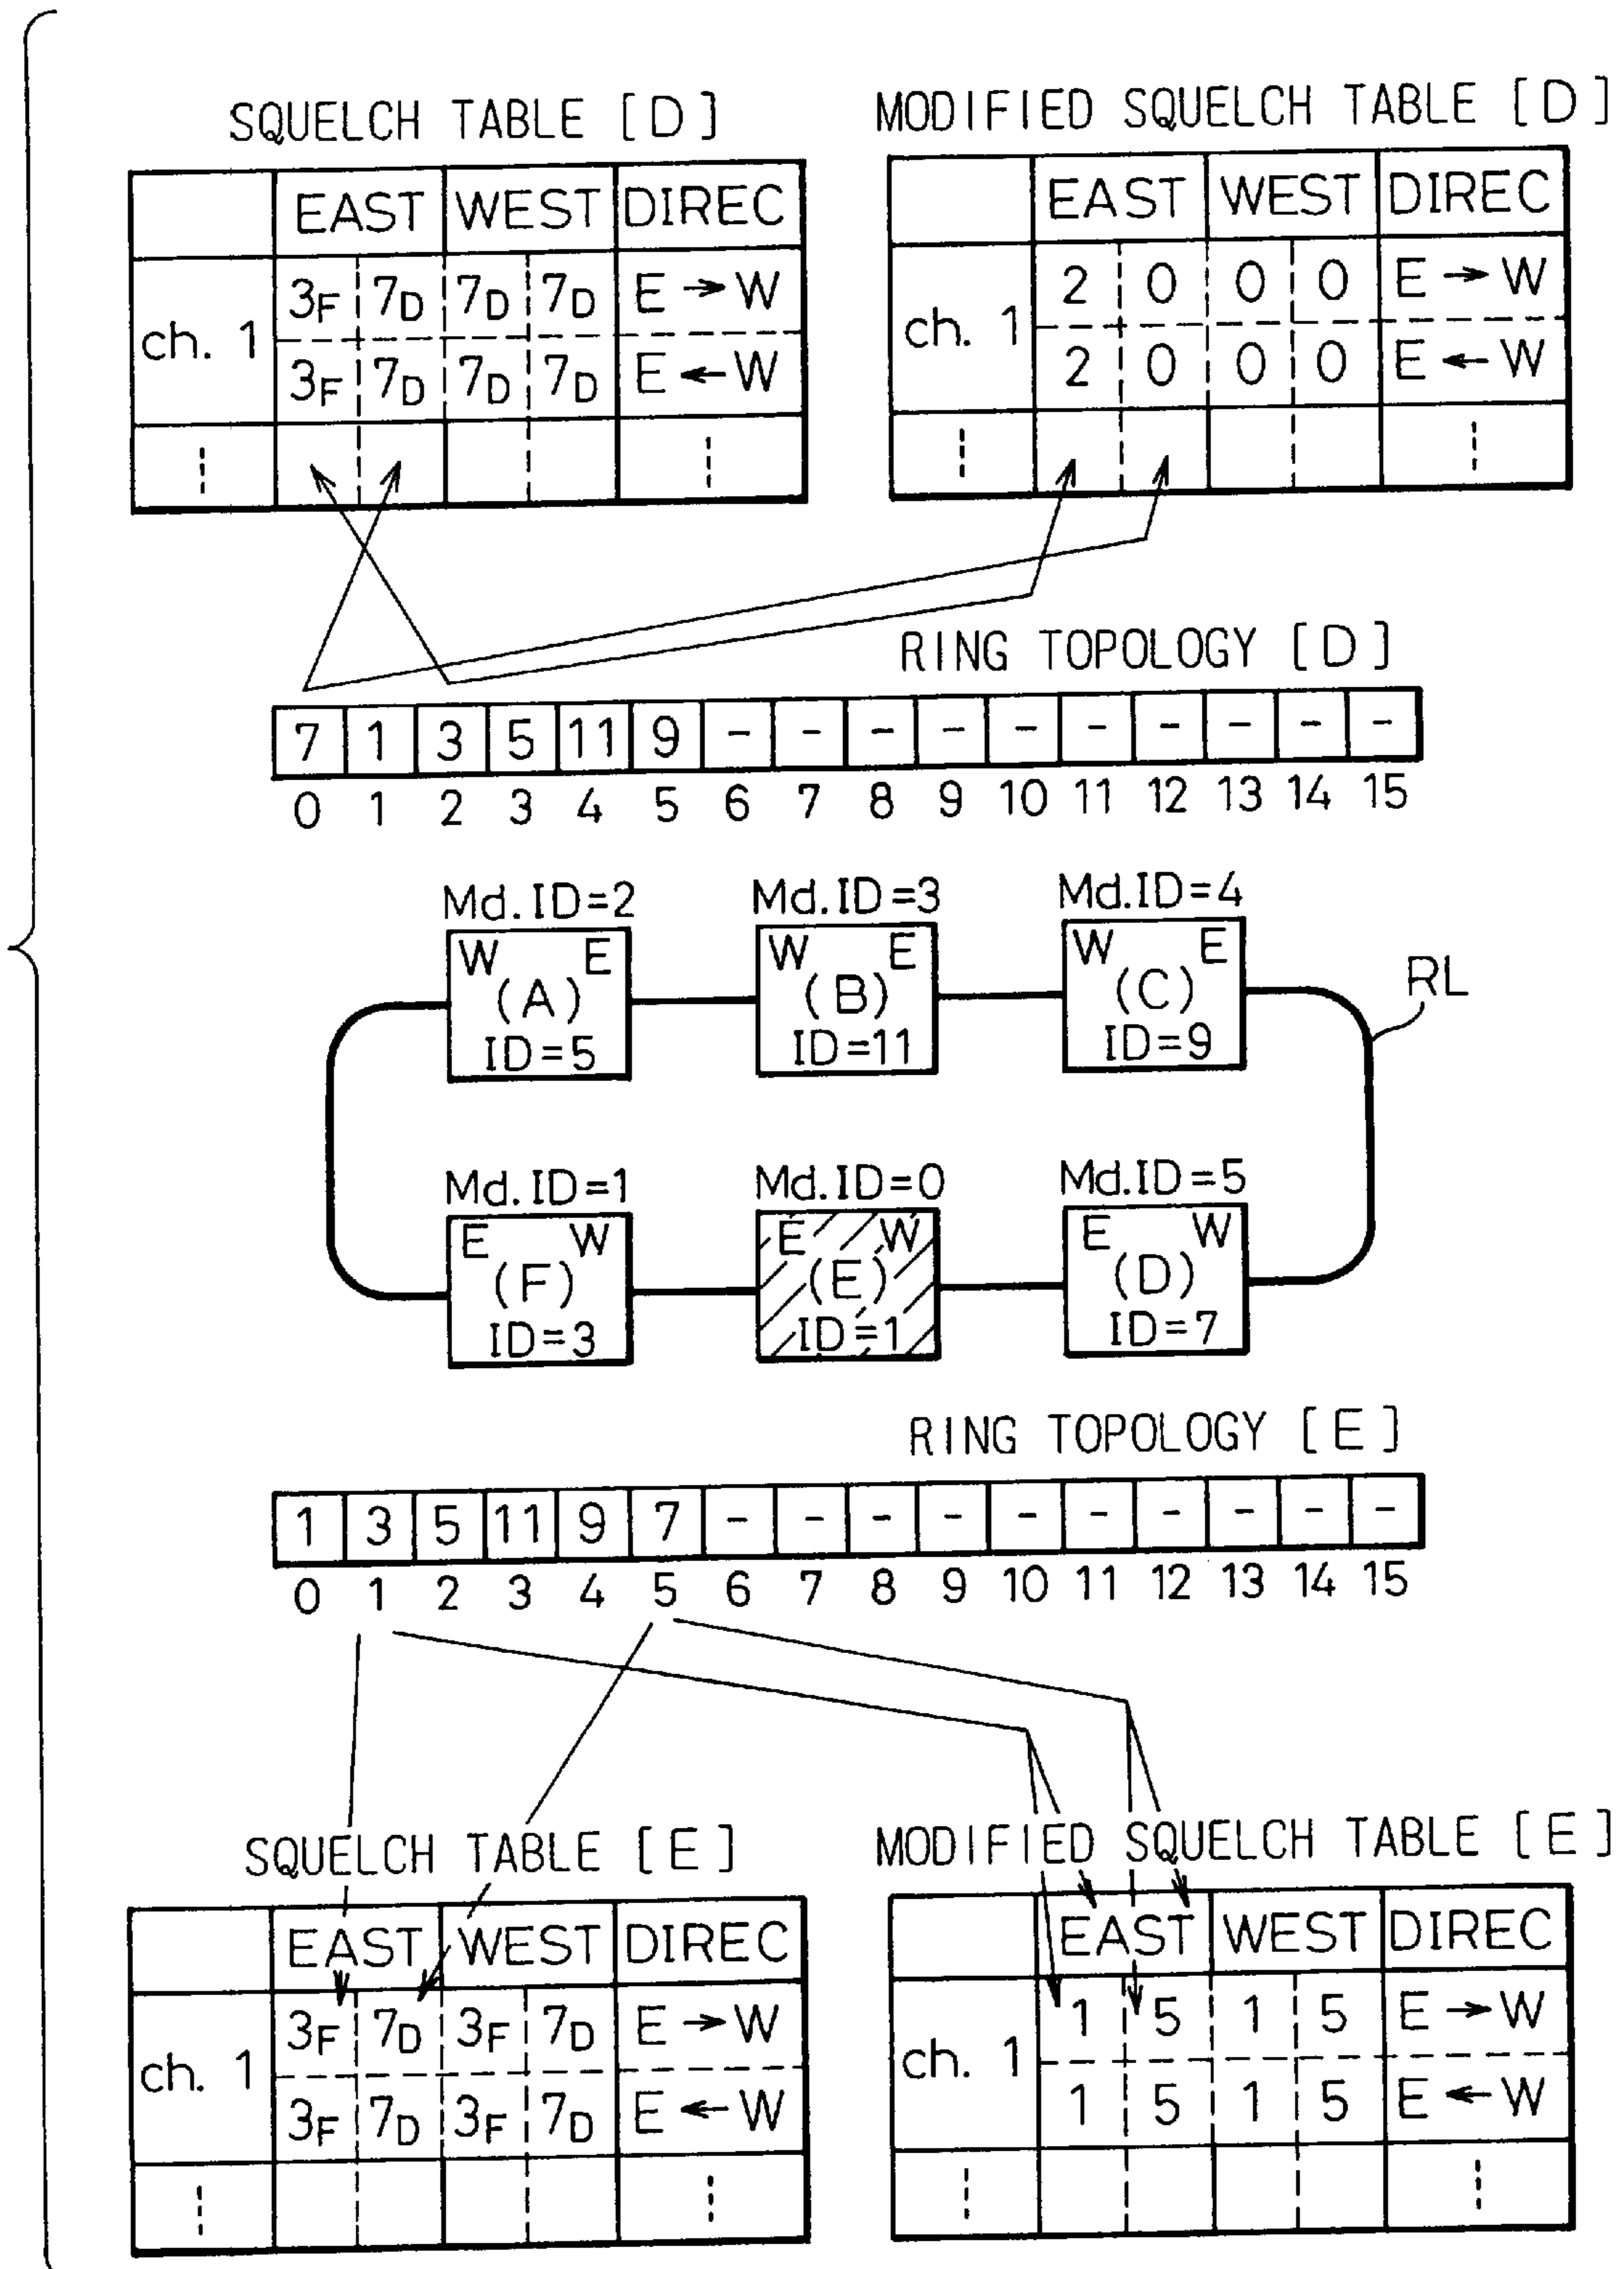 SQUELCH TABLE [D]
EAST WEST DIREC
ch. 1
3F 7D 7D 7D E → W
3F 7D 7D 7D E ← W
MODIFIED SQUELCH TABLE [D]
EAST WEST DIREC
ch. 1
2 0 0 0 E → W
2 0 0 0 E ← W
RING TOPOLOGY [D]
7 1 3 5 11 9 - - - - - - - - - -
0 1 2 3 4 5 6 7 8 9 10 11 12 13 14 15
Md.ID=2 Md.ID=3 Md.ID=4
W E W E W E
(A) (B) (C) RL
ID=5 ID=11 ID=9
Md.ID=1 Md.ID=0 Md.ID=5
E W E W E W
(F) (E) (D)
ID=3 ID=1 ID=7
RING TOPOLOGY [E]
1 3 5 11 9 7 - - - - - - - - - -
0 1 2 3 4 5 6 7 8 9 10 11 12 13 14 15
SQUELCH TABLE [E]
EAST WEST DIREC
ch. 1
3F 7D 3F 7D E → W
3F 7D 3F 7D E ← W
MODIFIED SQUELCH TABLE [E]
EAST WEST DIREC
ch. 1
1 5 1 5 E → W
1 5 1 5 E ← W